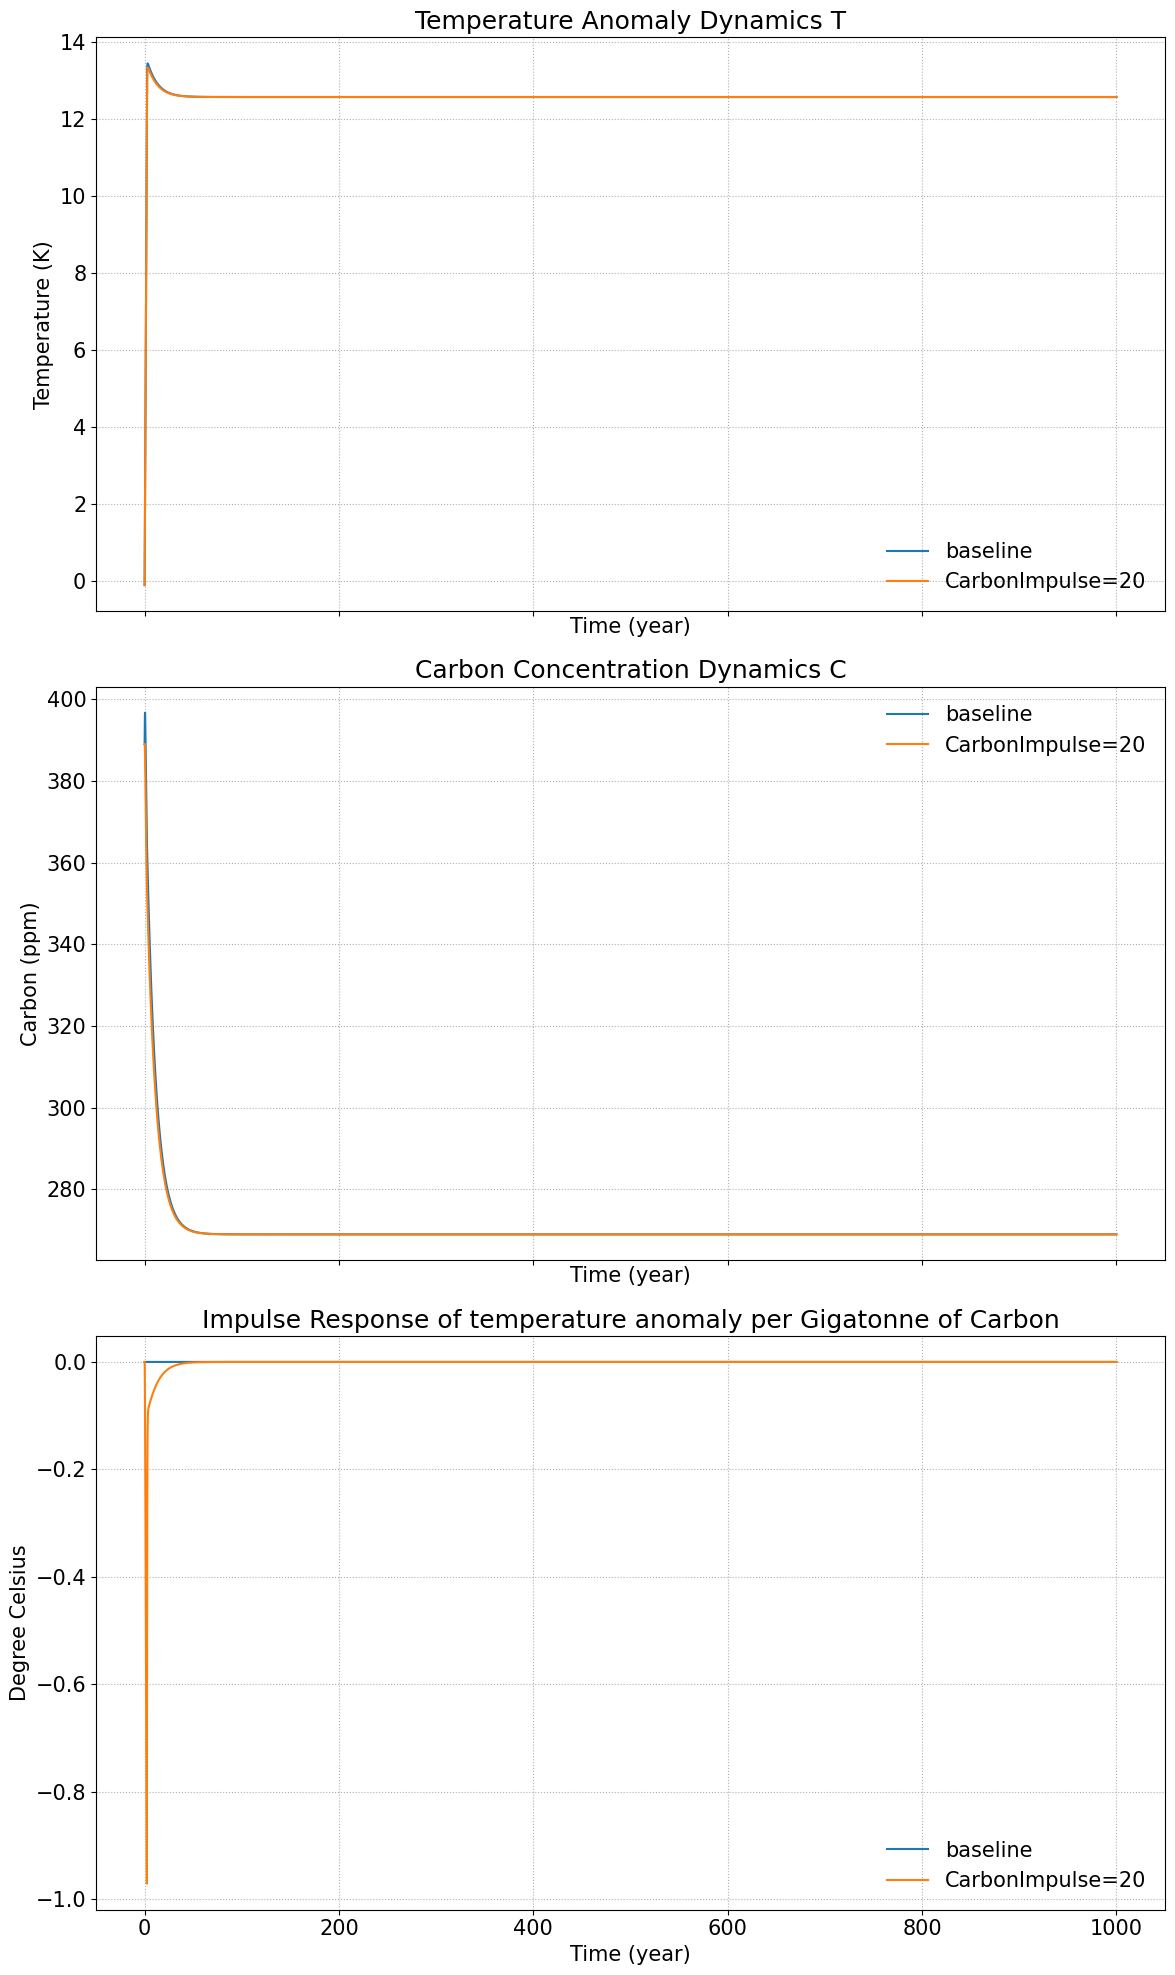 Temperature Anomaly Dynamics T
14
12
10
8
6
4
2
0
Temperature (K)
baseline
CarbonImpulse=20
Time (year)
Carbon Concentration Dynamics C
400
380
360
340
320
300
280
Carbon (ppm)
baseline
CarbonImpulse=20
Time (year)
Impulse Response of temperature anomaly per Gigatonne of Carbon
0.0
−0.2
−0.4
−0.6
−0.8
−1.0
Degree Celsius
baseline
CarbonImpulse=20
0 200 400 600 800 1000
Time (year)